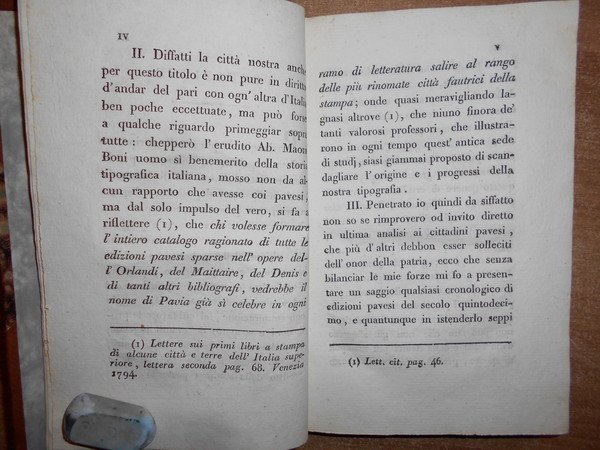 IV
II. Diffatti la città nostra anche
per questo titolo è non pure in diritto
d'andar del pari con ogn'altra d'Italia
ben poche eccettuate, ma può forse
a qualche riguardo primeggiar sopra
tutte: chepperò l'erudito Ab. Mauro
Boni uomo sì benemerito della storia
tipografica italiana, mosso non da al-
cun rapporto che avesse coi pavesi,
ma dal solo impulso del vero, si fa a
riflettere (1), che chi volesse formare
l'intiero catalogo ragionato di tutte le
edizioni pavesi sparse nell'opere del-
l'Orlandi, del Maittaire, del Denis e
di tanti altri bibliografi, vedrebbe il
nome di Pavia già sì celebre in ogni
(1) Lettere sui primi libri a stampa
di alcune città e terre dell'Italia supe-
riore, lettera seconda pag. 68. Venezia
1794.
V
ramo di letteratura salire al rango
delle più rinomate città fautrici della
stampa; onde quasi meravigliando la-
gnasi altrove (1), che niuno finora de'
tanti valorosi professori, che illustra-
rono in ogni tempo quest'antica sede
di studj, siasi giammai proposto di scan-
dagliare l'origine e i progressi della
nostra tipografia.
III. Penetrato io quindi da siffatto
non so se rimprovero od invito diretto
in ultima analisi ai cittadini pavesi,
che più d'altri debbon esser solleciti
dell'onor della patria, ecco che senza
bilanciar le mie forze mi fo a presen-
tare un saggio qualsiasi cronologico di
edizioni pavesi del secolo quintodeci-
mo, e quantunque in istenderlo seppi
(1) Lett. cit. pag. 46.